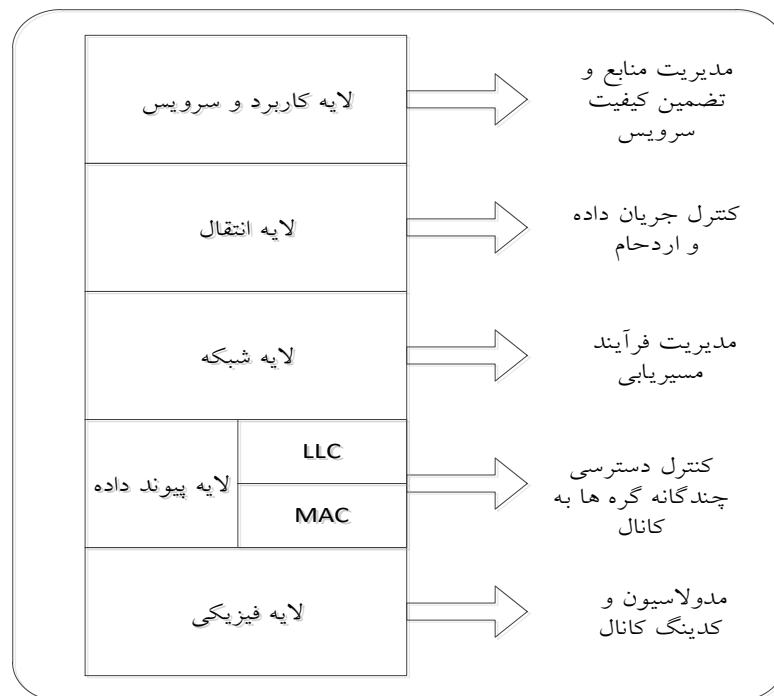 لایه کاربرد و سرویس
مدیریت منابع و
تضمین کیفیت
سرویس
لایه انتقال
کنترل جریان داده
و اردحام
لایه شبکه
مدیریت فرآیند
مسیریابی
لایه پیوند داده
LLC
MAC
کنترل دسترسی
چندگانه گره ها به
کانال
لایه فیزیکی
مدولاسیون و
کدینگ کانال